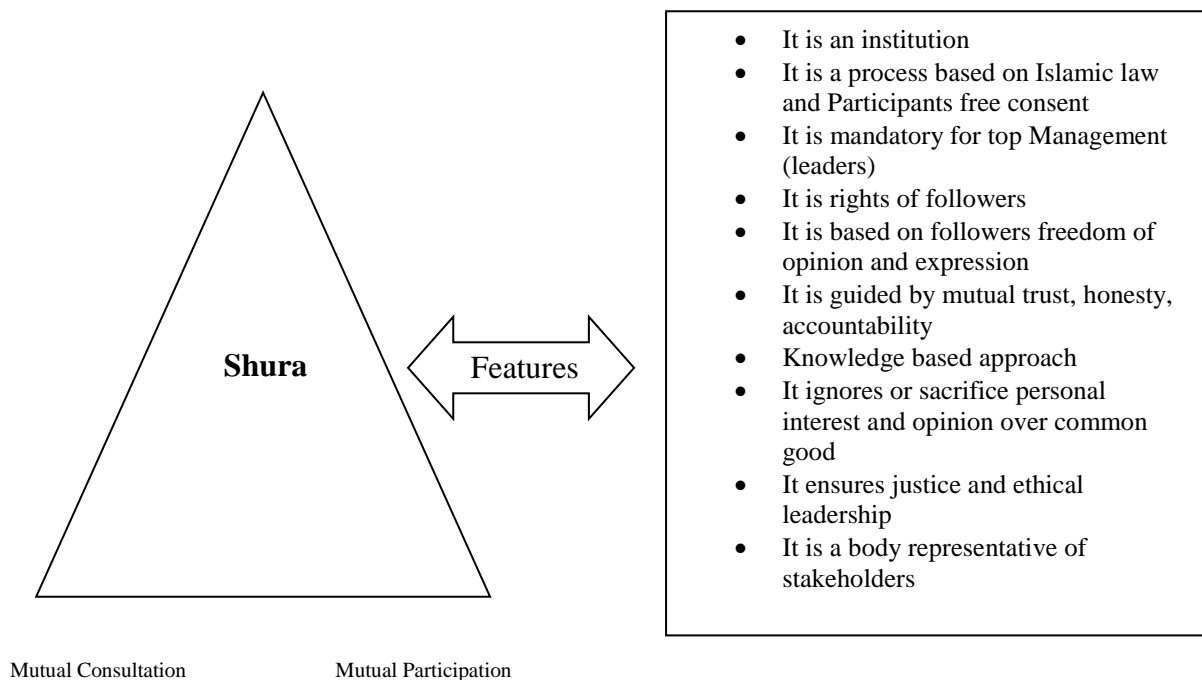 • It is an institution
• It is a process based on Islamic law
and Participants free consent
• It is mandatory for top Management
(leaders)
• It is rights of followers
• It is based on followers freedom of
opinion and expression
• It is guided by mutual trust, honesty,
accountability
• Knowledge based approach
• It ignores or sacrifice personal
interest and opinion over common
good
• It ensures justice and ethical
leadership
• It is a body representative of
stakeholders
Shura
Features
Mutual Consultation
Mutual Participation